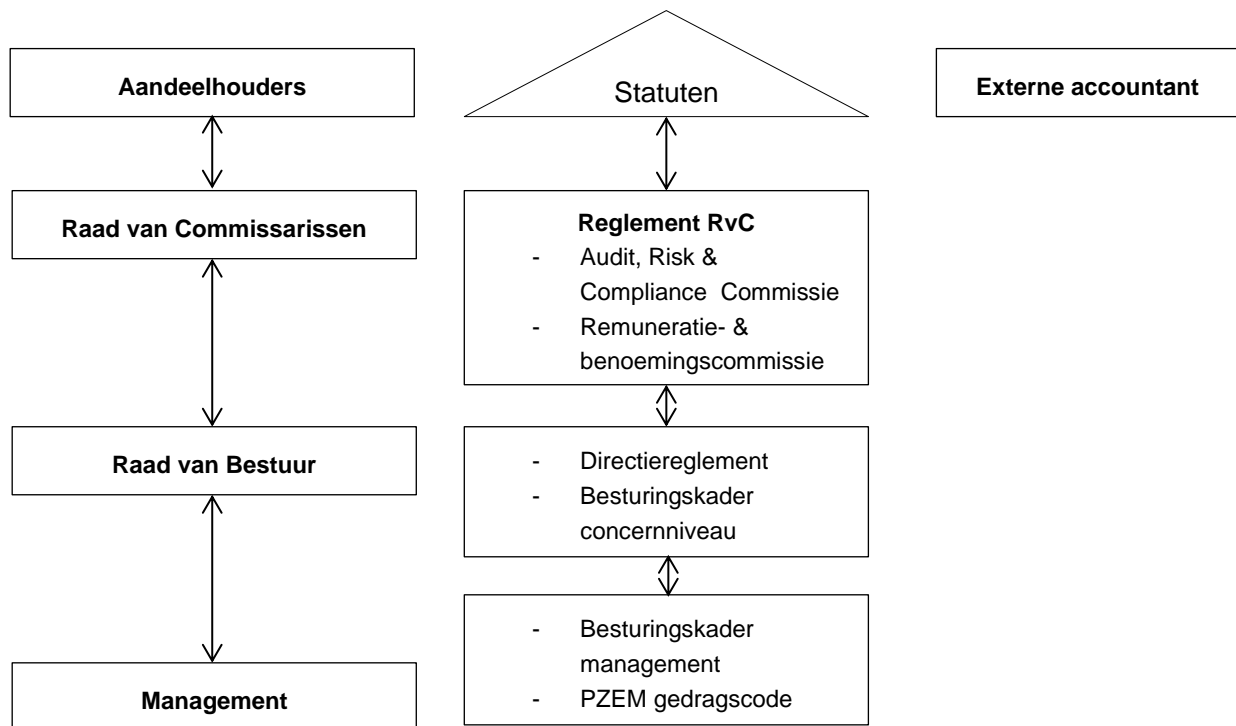 Aandeelhouders
Statuten
Externe accountant
Raad van Commissarissen
Reglement RvC
- Audit, Risk &
Compliance Commissie
- Remuneratie- &
benoemingscommissie
Raad van Bestuur
- Directiereglement
- Besturingskader
concernniveau
- Besturingskader
management
- PZEM gedragscode
Management